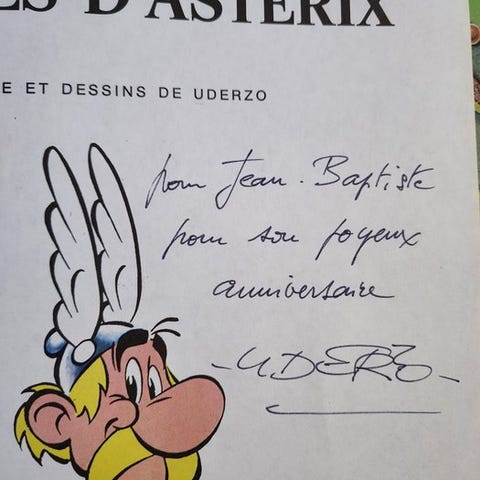 ES D'ASTERIX
E ET DESSINS DE UDERZO
pour Jean-Baptiste
pour son joyeux
anniversaire
-UDERZO-